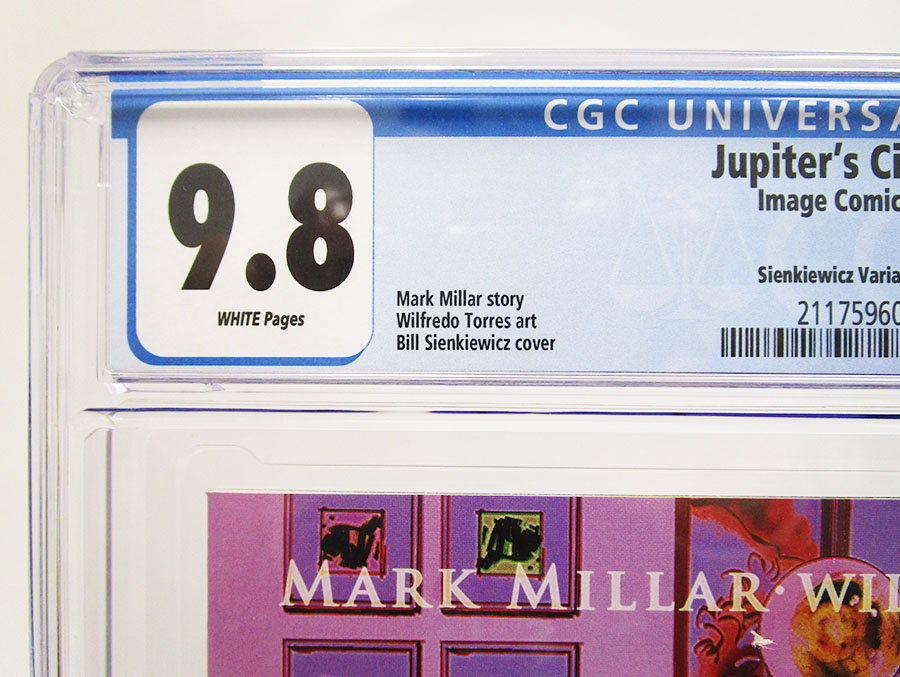 CGC UNIVERSA
9.8
WHITE Pages
Jupiter's Ci
Image Comic
Sienkiewicz Varia
21175960
Mark Millar story
Wilfredo Torres art
Bill Sienkiewicz cover
MARK MILLAR · WIL